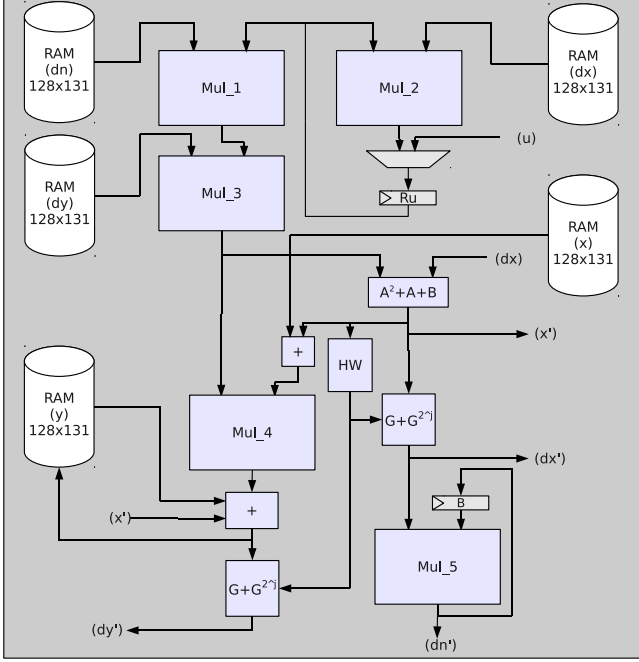 RAM
(dn)
128x131
Mul_1
Mul_2
RAM
(dx)
128x131
(u)
RAM
(dy)
128x131
Mul_3
Ru
RAM
(x)
128x131
(dx)
A²+A+B
(x')
+
HW
RAM
(y)
128x131
Mul_4
G+G^2^j
(dx')
B
(x')
+
Mul_5
G+G^2^j
(dy')
(dn')